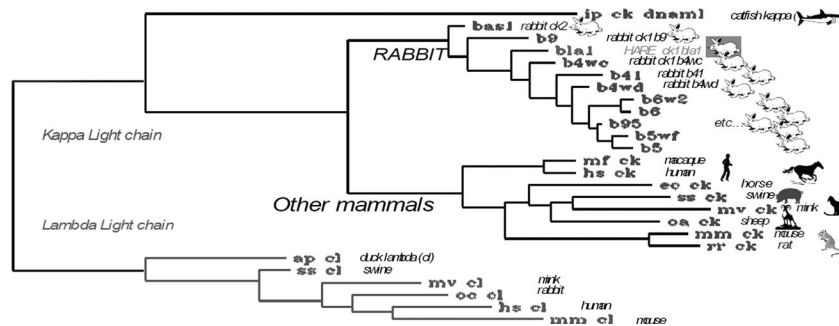 ip ck dnaml catfish kappa (
bas1 rabbit ck2
b9 rabbit ck1 b9
RABBIT bla1 HARE ck1 bla1
b4wc rabbit ck1 b4wc
b41 rabbit b41
b4wd rabbit b4wd
b6w2
b6
b95 etc...
b5wf
b5
Kappa Light chain
mf ck macaque
hs ck human
ec ck horse
ss ck swine
Other mammals mv ck mink
oa ck sheep
Lambda Light chain
mm ck mouse
rr ck rat
ap cl duck lambda (cl)
ss cl swine
mv cl mink
oc cl rabbit
hs cl human
mm cl mouse